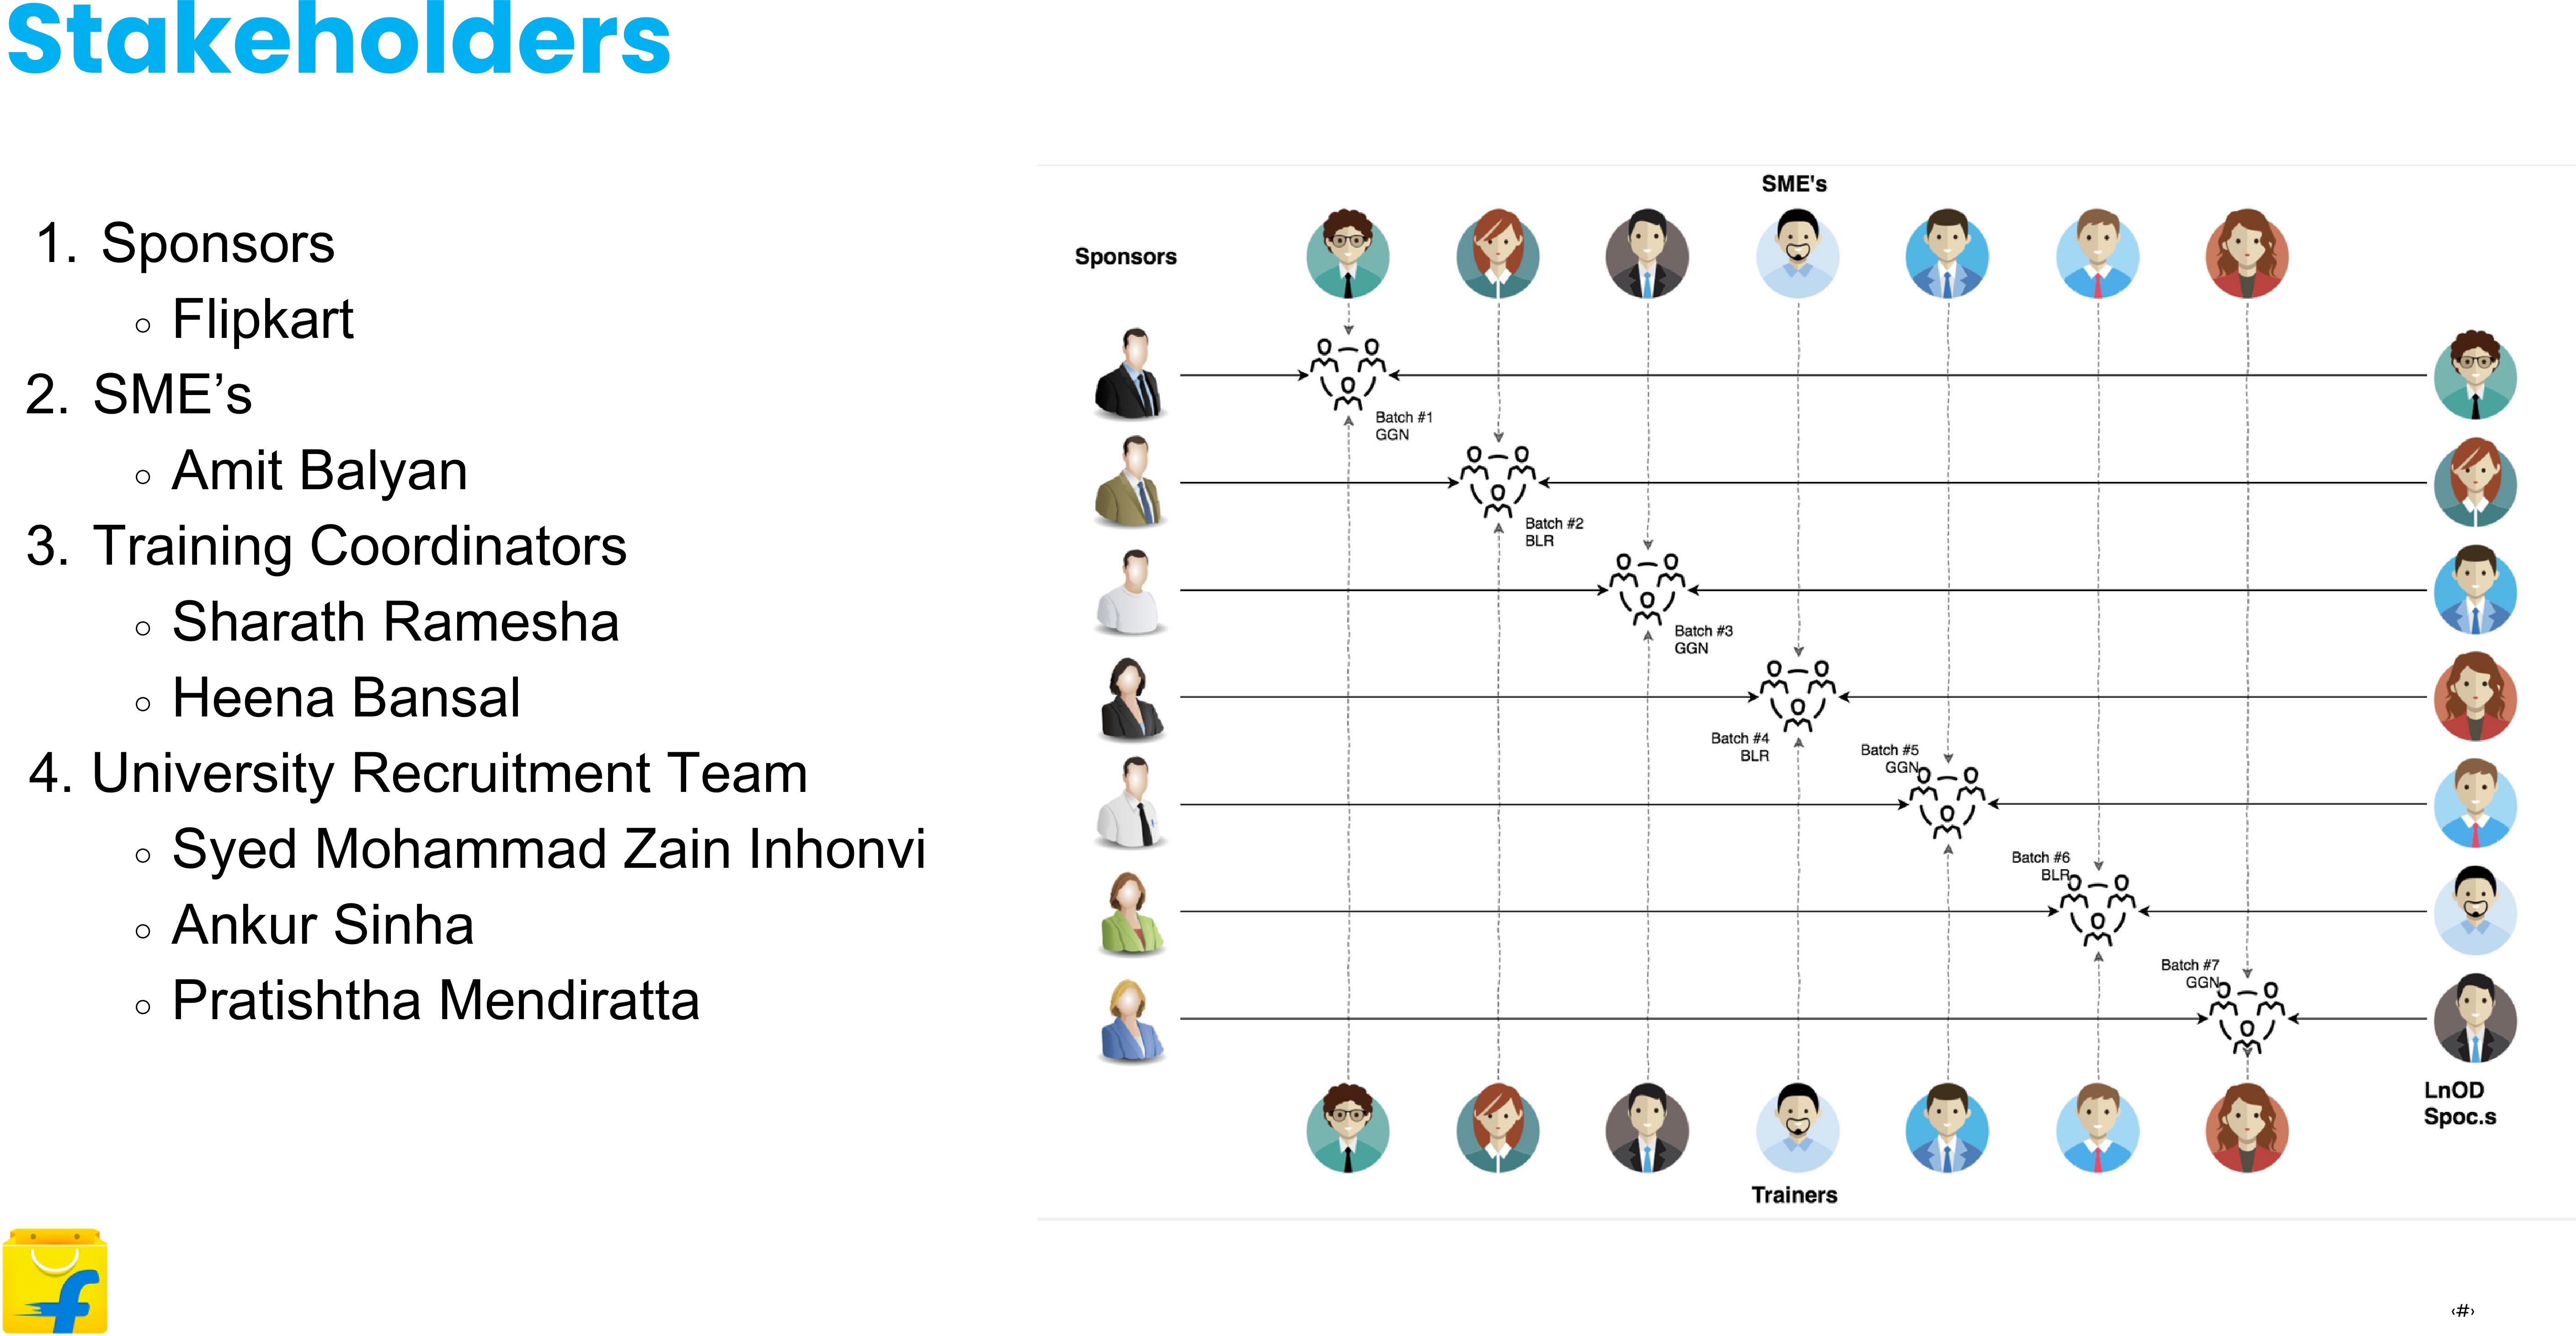 Stakeholders
1. Sponsors
○ Flipkart
2. SME’s
○ Amit Balyan
3. Training Coordinators
○ Sharath Ramesha
○ Heena Bansal
4. University Recruitment Team
○ Syed Mohammad Zain Inhonvi
○ Ankur Sinha
○ Pratishtha Mendiratta
SME's
Sponsors
Batch #1
GGN
Batch #2
BLR
Batch #3
GGN
Batch #4
BLR
Batch #5
GGN
Batch #6
BLR
Batch #7
GGN
LnOD
Spoc.s
Trainers
f
‹#›